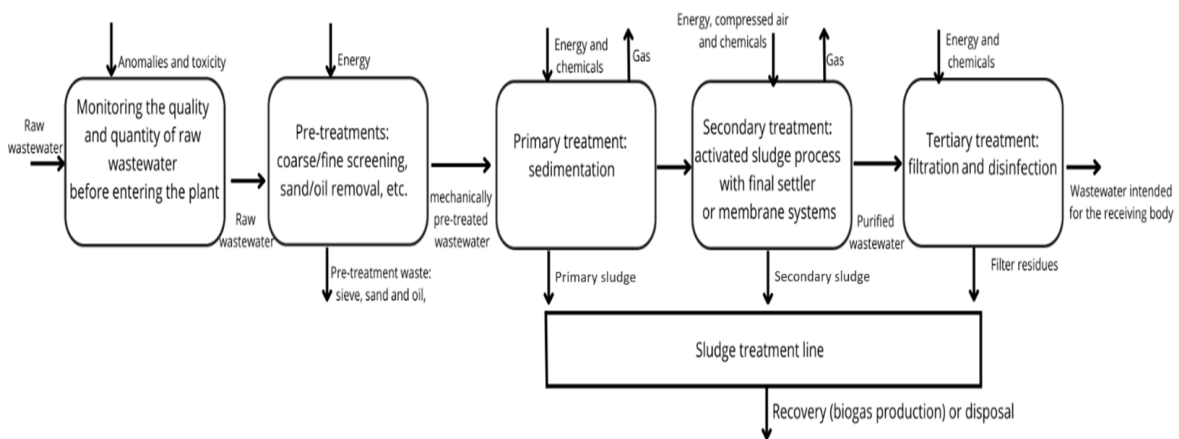 Anomalies and toxicity
Raw
wastewater
Monitoring the quality
and quantity of raw
wastewater
before entering the plant
Raw
wastewater
Energy
Pre-treatments:
coarse/fine screening,
sand/oil removal, etc.
Pre-treatment waste:
sieve, sand and oil,
mechanically
pre-treated
wastewater
Energy and
chemicals
Gas
Primary treatment:
sedimentation
Primary sludge
Energy, compressed air
and chemicals
Gas
Secondary treatment:
activated sludge process
with final settler
or membrane systems
Secondary sludge
Purified
wastewater
Energy and
chemicals
Tertiary treatment:
filtration and disinfection
Filter residues
Wastewater intended
for the receiving body
Sludge treatment line
Recovery (biogas production) or disposal